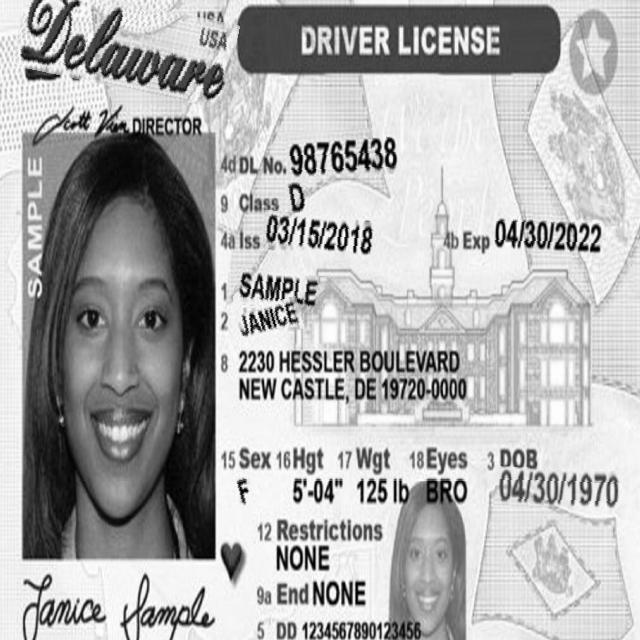 Delaware
USA
USA
DRIVER LICENSE
Scott Vien DIRECTOR
SAMPLE
4d DL No. 98765438
9 Class D
4a Iss 03/15/2018 4b Exp 04/30/2022
1 SAMPLE
2 JANICE
8 2230 HESSLER BOULEVARD
NEW CASTLE, DE 19720-0000
15 Sex 16 Hgt 17 Wgt 18 Eyes 3 DOB
F 5'-04" 125 lb BRO 04/30/1970
12 Restrictions
NONE
9a End NONE
Janice Sample
5 DD 1234567890123456